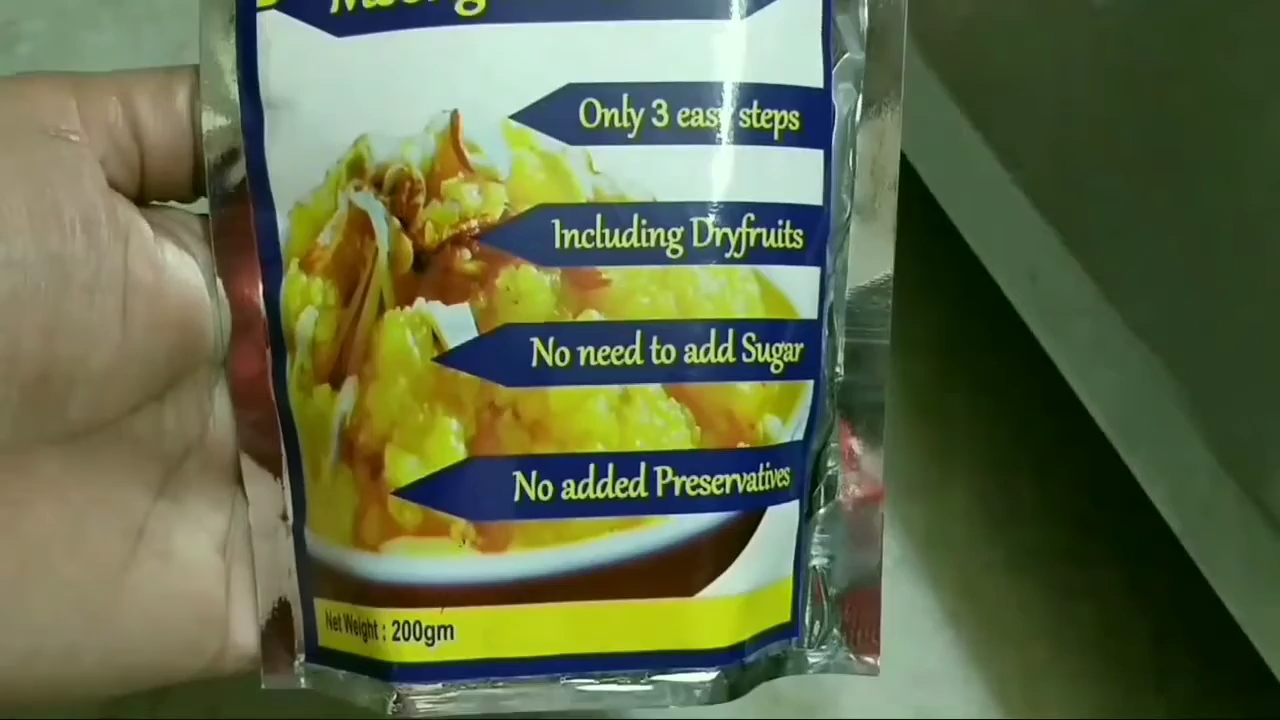 Only 3 easy steps
Including Dryfruits
No need to add Sugar
No added Preservatives
Net Weight : 200gm